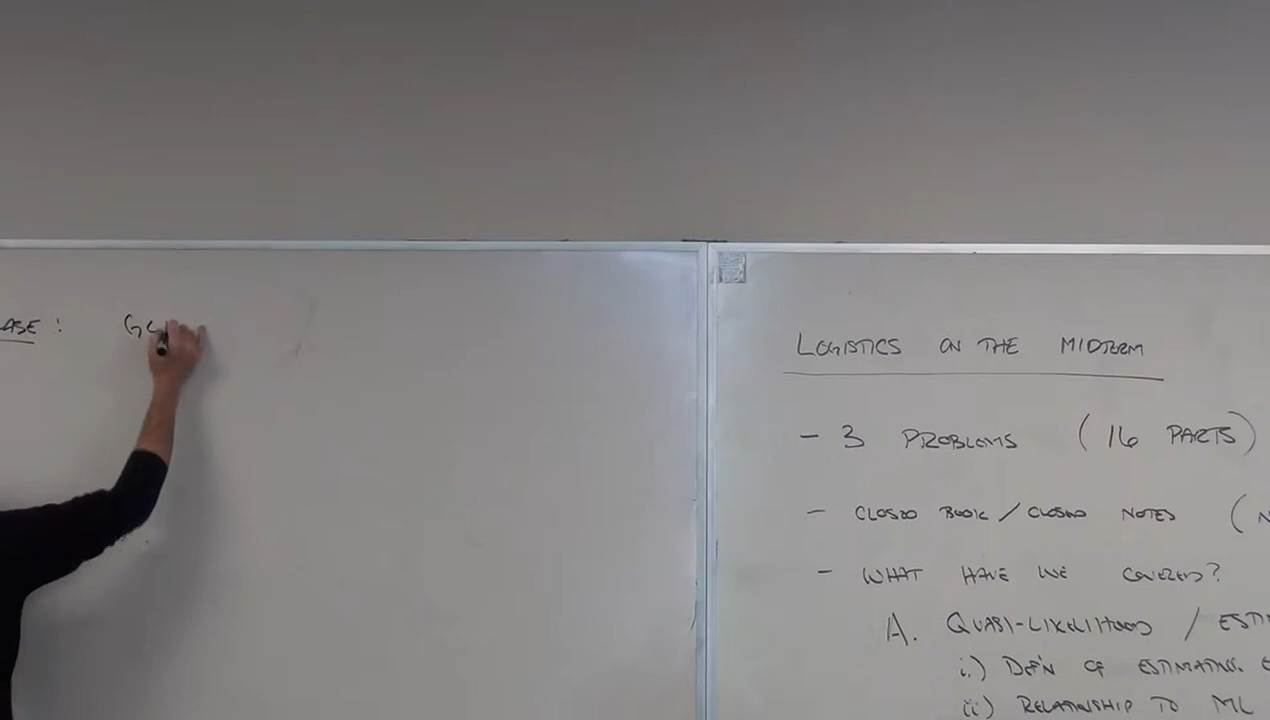 ASE :
LOGISTICS ON THE MIDTERM
- 3 PROBLEMS (16 PARTS)
- CLOSED BOOK / CLOSED NOTES (N
- WHAT HAVE WE COVERED?
A. QUASI-LIKELIHOOD / ESTI
i.) DEF'N OF ESTIMATING E
ii) RELATIONSHIP TO ML